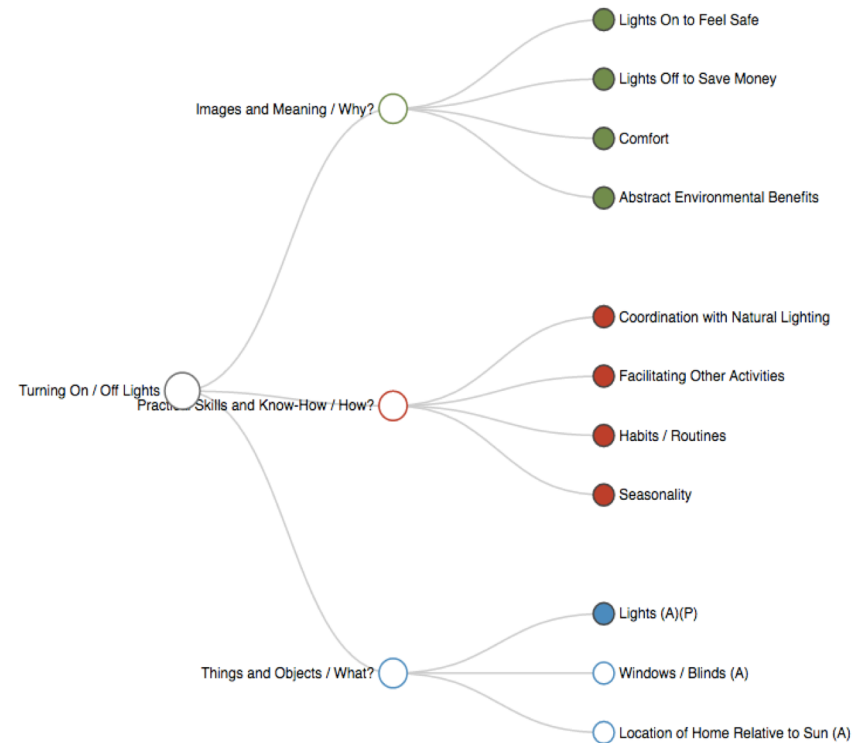 Lights On to Feel Safe
Lights Off to Save Money
Images and Meaning / Why?
Comfort
Abstract Environmental Benefits
Coordination with Natural Lighting
Facilitating Other Activities
Turning On / Off Lights
Skills and Know-How / How?
Habits / Routines
Seasonality
Lights (A)(P)
Things and Objects / What?
Windows / Blinds (A)
Location of Home Relative to Sun (A)